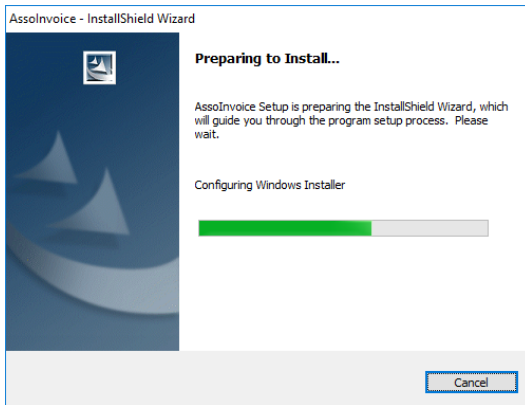 AssoInvoice - InstallShield Wizard
Preparing to Install...
AssoInvoice Setup is preparing the InstallShield Wizard, which
will guide you through the program setup process. Please
wait.
Configuring Windows Installer
Cancel